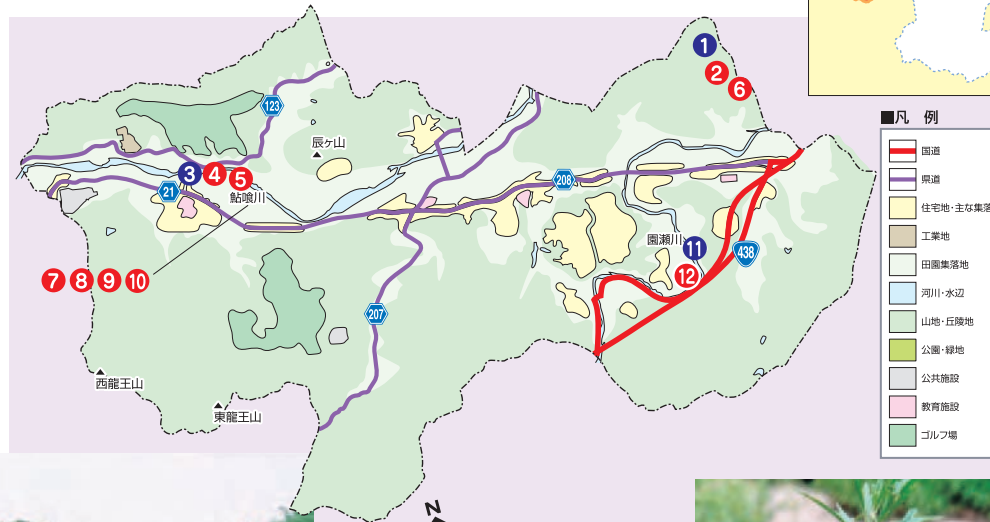 1
2
6
123
辰ヶ山
3
4
5
21
鮎喰川
208
園瀬川
11
12
438
7 8 9 10
207
西龍王山
東龍王山
N
■凡 例
国道
県道
住宅地・主な集落
工業地
田園集落地
河川・水辺
山地・丘陵地
公園・緑地
公共施設
教育施設
ゴルフ場